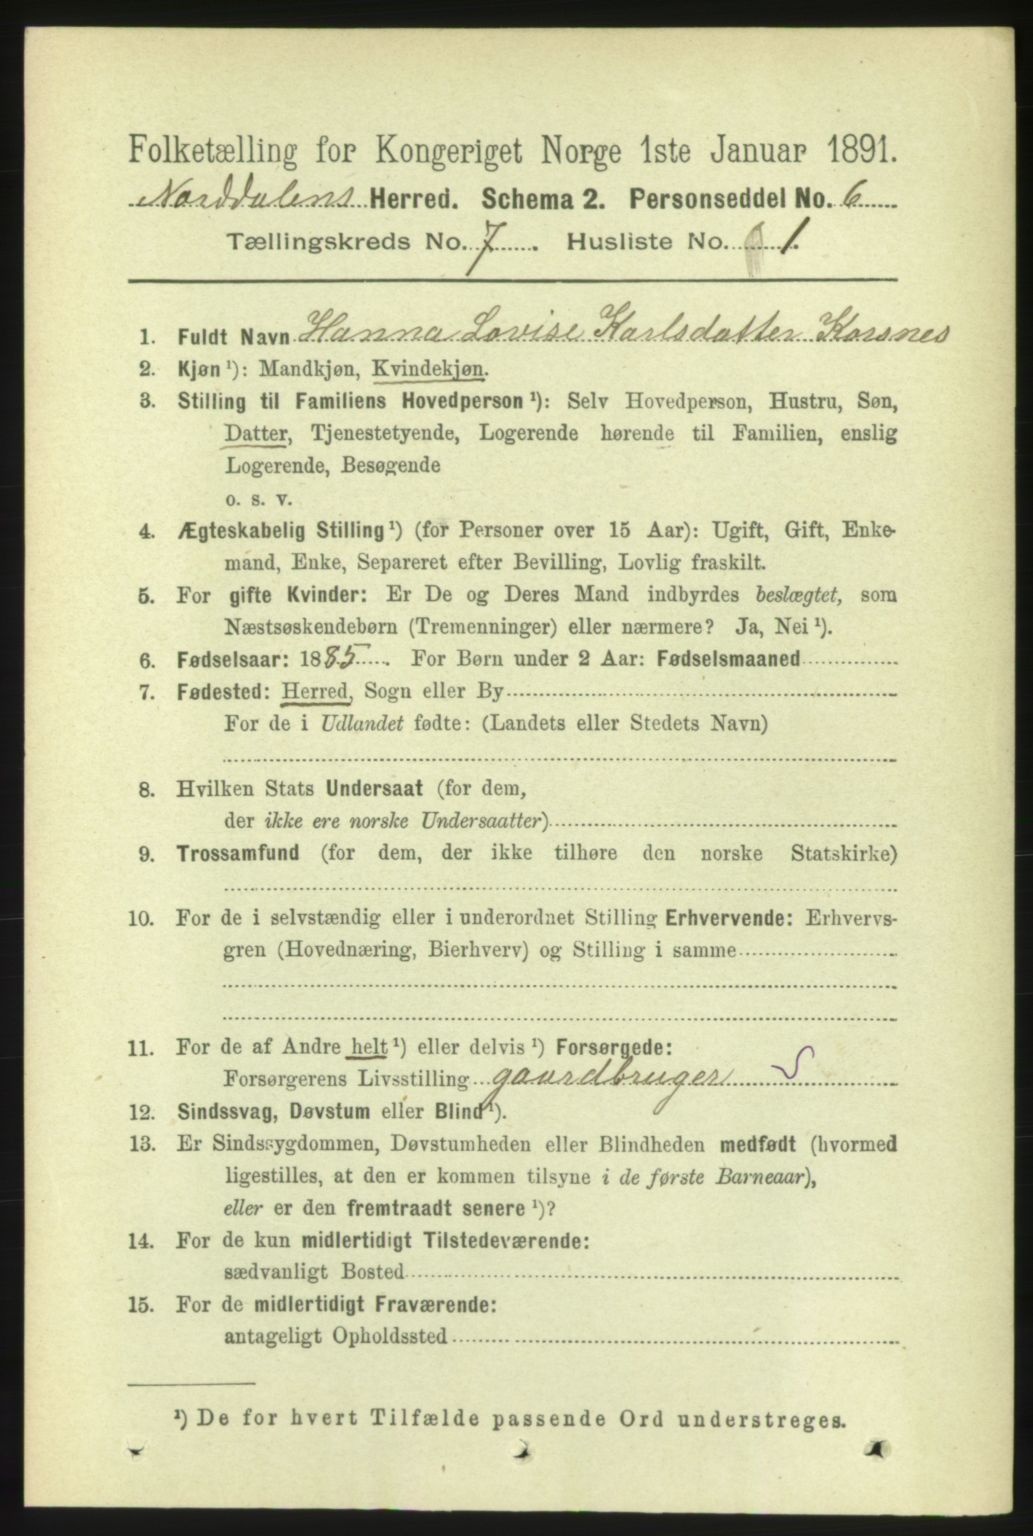 Folketælling for Kongeriget Norge 1ste Januar 1891.
Norddalens Herred. Schema 2. Personseddel No. 6
Tællingskreds No. 7. Husliste No. 1.
1. Fuldt Navn Hanna Lovise Karlsdatter Korsnes
2. Kjøn ¹): Mandkjøn, Kvindekjøn.
3. Stilling til Familiens Hovedperson ¹): Selv Hovedperson, Hustru, Søn,
Datter, Tjenestetyende, Logerende hørende til Familien, enslig
Logerende, Besøgende
o. s. v.
4. Ægteskabelig Stilling ¹) (for Personer over 15 Aar): Ugift, Gift, Enke-
mand, Enke, Separeret efter Bevilling, Lovlig fraskilt.
5. For gifte Kvinder: Er De og Deres Mand indbyrdes beslægtet, som
Næstsøskendebørn (Tremenninger) eller nærmere? Ja, Nei ¹).
6. Fødselsaar: 1885. For Børn under 2 Aar: Fødselsmaaned
7. Fødested: Herred, Sogn eller By
For de i Udlandet fødte: (Landets eller Stedets Navn)
8. Hvilken Stats Undersaat (for dem,
der ikke ere norske Undersaatter)
9. Trossamfund (for dem, der ikke tilhøre den norske Statskirke)
10. For de i selvstændig eller i underordnet Stilling Erhvervende: Erhvervs-
gren (Hovednæring, Bierhverv) og Stilling i samme
11. For de af Andre helt ¹) eller delvis ¹) Forsørgede:
Forsørgerens Livsstilling gaardbruger
12. Sindssvag, Døvstum eller Blind ¹).
13. Er Sindssygdommen, Døvstumheden eller Blindheden medfødt (hvormed
ligestilles, at den er kommen tilsyne i de første Barneaar),
eller er den fremtraadt senere ¹)?
14. For de kun midlertidigt Tilstedeværende:
sædvanligt Bosted
15. For de midlertidigt Fraværende:
antageligt Opholdssted
¹) De for hvert Tilfælde passende Ord understreges.